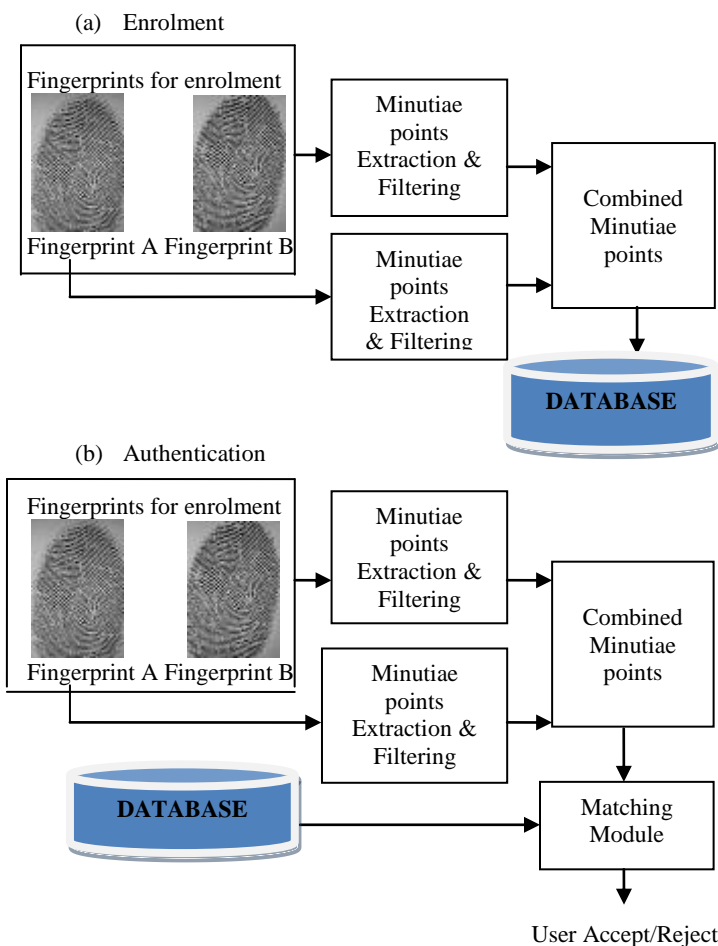 (a) Enrolment
Fingerprints for enrolment
Fingerprint A Fingerprint B
Minutiae
points
Extraction &
Filtering
Minutiae
points
Extraction
& Filtering
Combined
Minutiae
points
DATABASE
(b) Authentication
Fingerprints for enrolment
Fingerprint A Fingerprint B
Minutiae
points
Extraction &
Filtering
Minutiae
points
Extraction &
Filtering
Combined
Minutiae
points
DATABASE
Matching
Module
User Accept/Reject